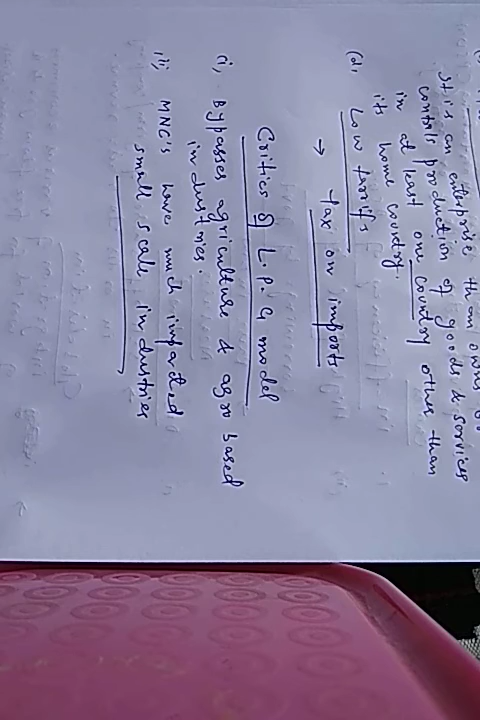 It is an enterprise than owns or
controls production of goods & services
in at least one country other than
its home country.
(d) Low tarrifs
→ tax on imports
Critics of L.P.G model
(i) Bypasses agriculture & agro based
industries.
(ii) MNC's have much impacted
small scale industries